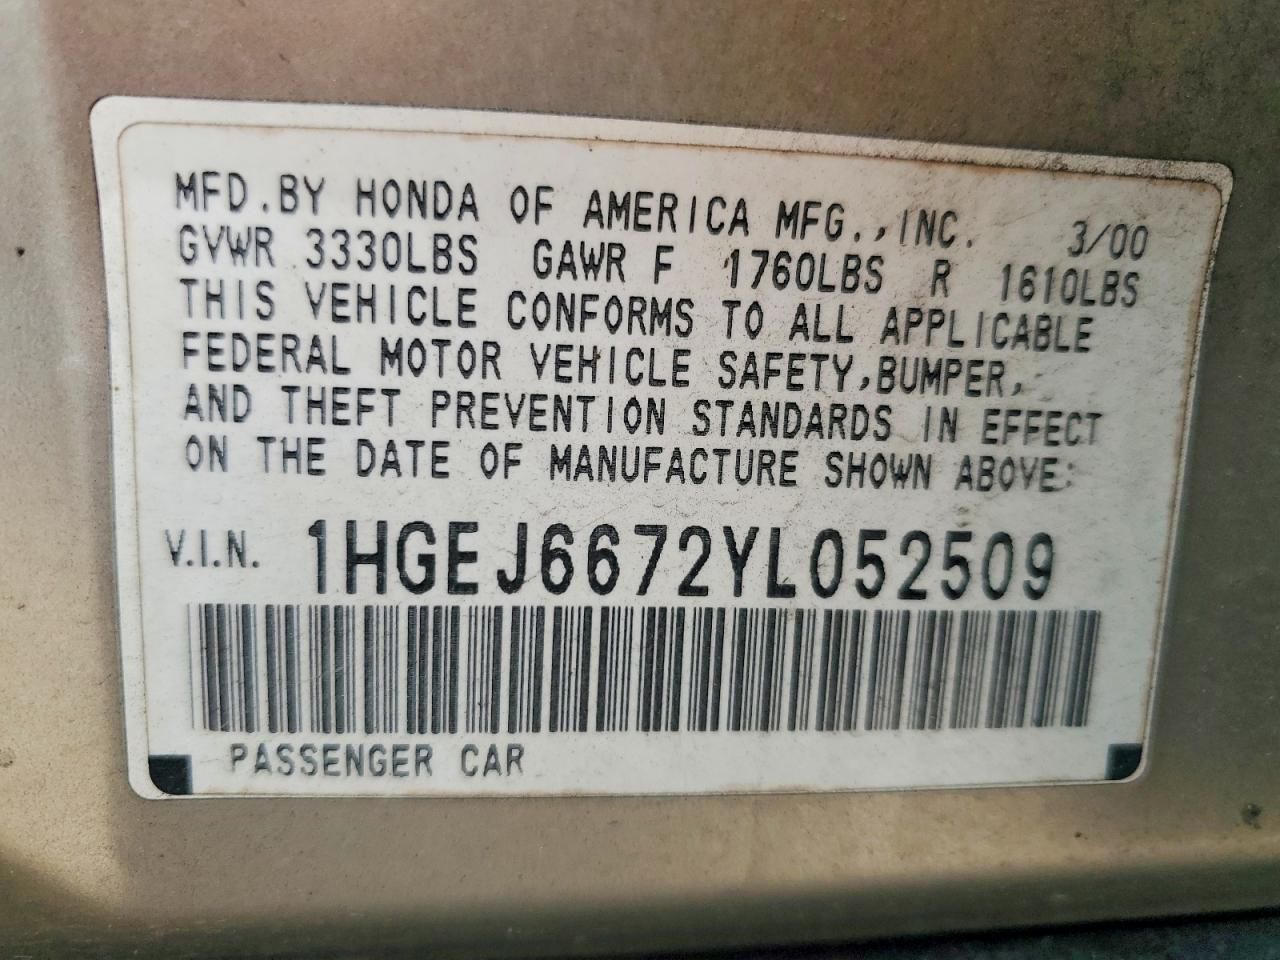 MFD.BY HONDA OF AMERICA MFG.,INC. 3/00
GVWR 3330LBS GAWR F 1760LBS R 1610LBS
THIS VEHICLE CONFORMS TO ALL APPLICABLE
FEDERAL MOTOR VEHICLE SAFETY,BUMPER,
AND THEFT PREVENTION STANDARDS IN EFFECT
ON THE DATE OF MANUFACTURE SHOWN ABOVE:
V.I.N. 1HGEJ6672YL052509
PASSENGER CAR